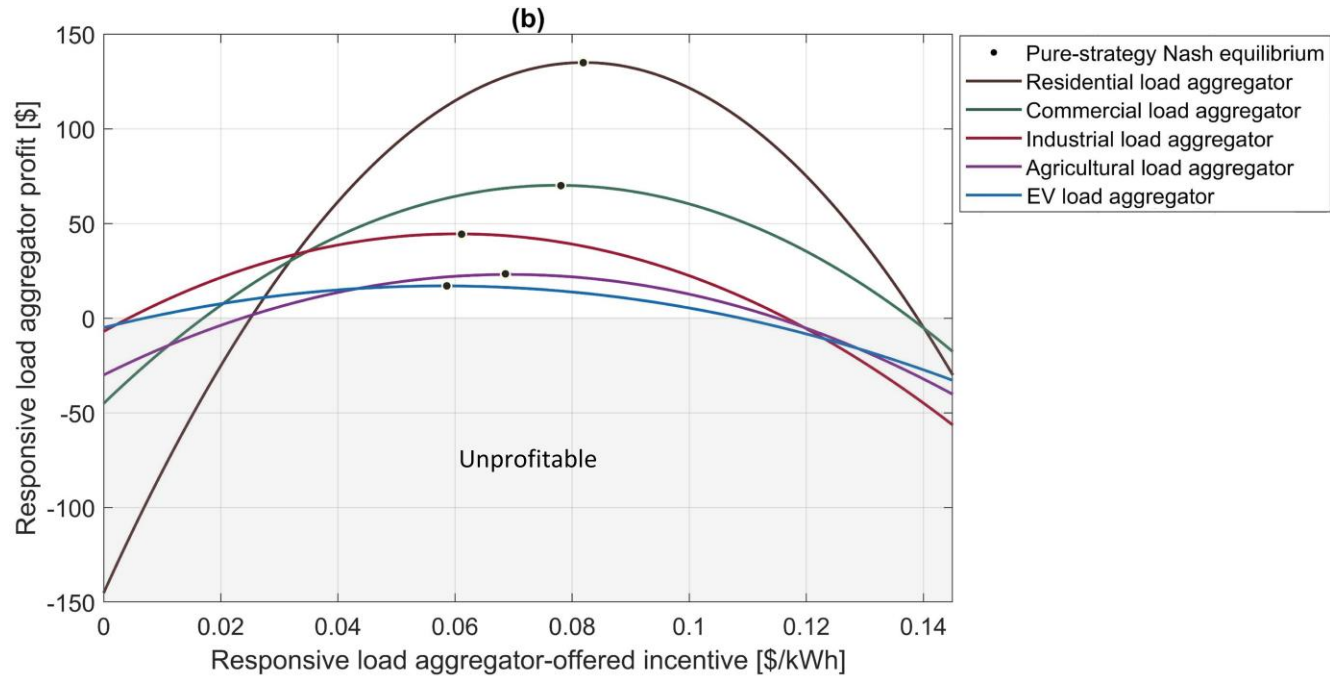 (b)
Responsive load aggregator profit [$]
150
100
50
0
-50
-100
-150
Unprofitable
0
0.02
0.04
0.06
0.08
0.1
0.12
0.14
Responsive load aggregator-offered incentive [$/kWh]
Pure-strategy Nash equilibrium
Residential load aggregator
Commercial load aggregator
Industrial load aggregator
Agricultural load aggregator
EV load aggregator